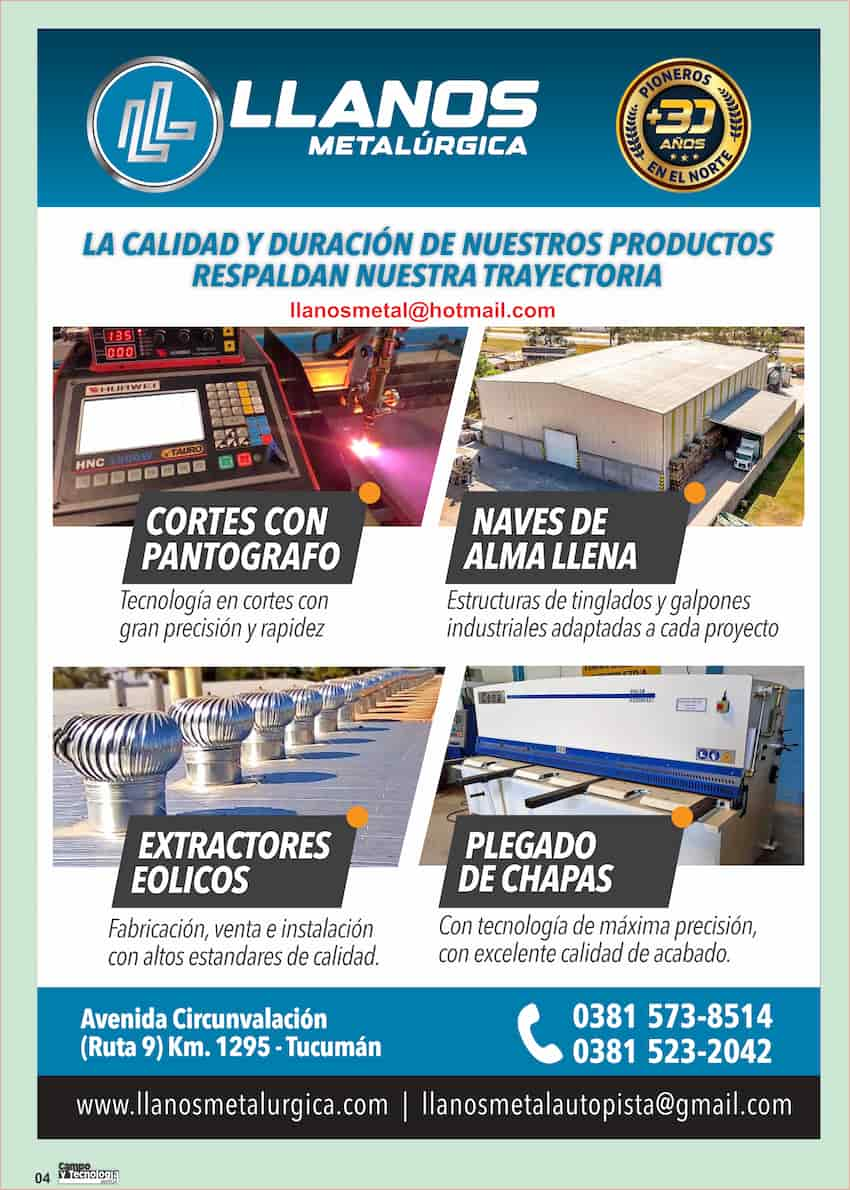 LLANOS
METALÚRGICA
PIONEROS
+30
AÑOS
EN EL NORTE
LA CALIDAD Y DURACIÓN DE NUESTROS PRODUCTOS
RESPALDAN NUESTRA TRAYECTORIA
llanosmetal@hotmail.com
135
000
HUAWEI
HNC 1500W
TAURO
CORTES CON
PANTOGRAFO
Tecnología en cortes con
gran precisión y rapidez
NAVES DE
ALMA LLENA
Estructuras de tinglados y galpones
industriales adaptadas a cada proyecto
EXTRACTORES
EOLICOS
Fabricación, venta e instalación
con altos estandares de calidad.
PLEGADO
DE CHAPAS
Con tecnología de máxima precisión,
con excelente calidad de acabado.
Avenida Circunvalación
(Ruta 9) Km. 1295 - Tucumán
0381 573-8514
0381 523-2042
www.llanosmetalurgica.com | llanosmetalautopista@gmail.com
04
Campo
y Tecnología